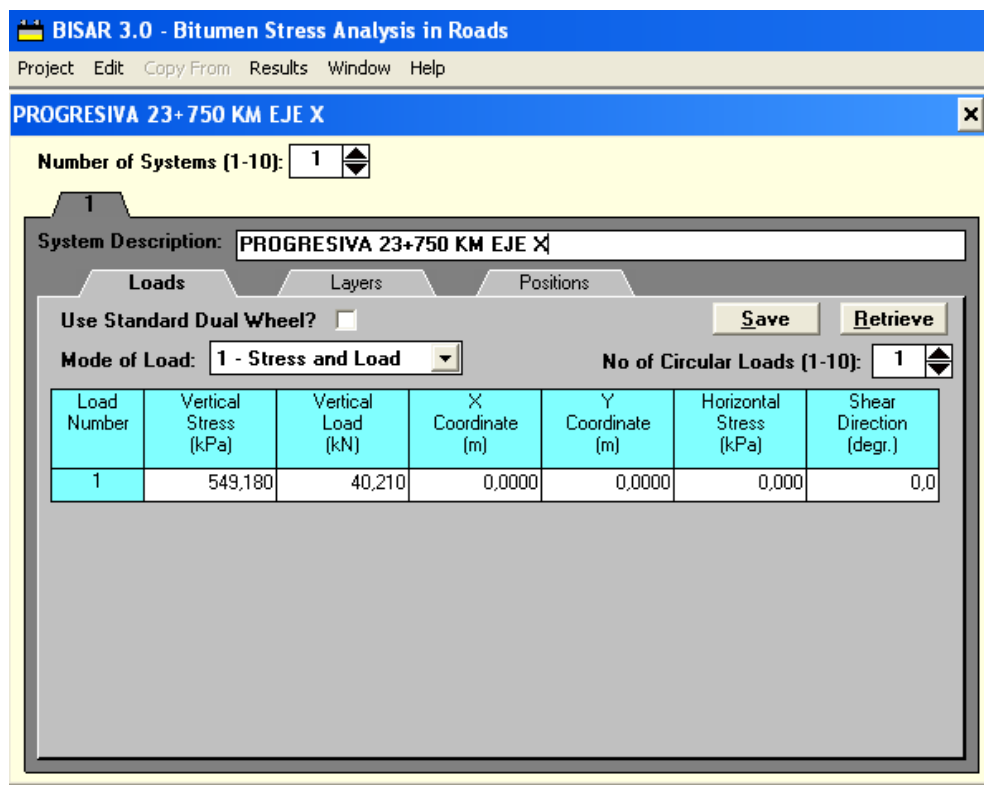 BISAR 3.0 - Bitumen Stress Analysis in Roads
Project Edit Copy From Results Window Help
PROGRESIVA 23+750 KM EJE X
Number of Systems (1-10): 1
1
System Description: PROGRESIVA 23+750 KM EJE X
Loads Layers Positions
Use Standard Dual Wheel? Save Retrieve
Mode of Load: 1 - Stress and Load No of Circular Loads (1-10): 1
Load Vertical Vertical X Y Horizontal Shear
Number Stress Load Coordinate Coordinate Stress Direction
(kPa) (kN) (m) (m) (kPa) (degr.)
1 549,180 40,210 0,0000 0,0000 0,000 0,0